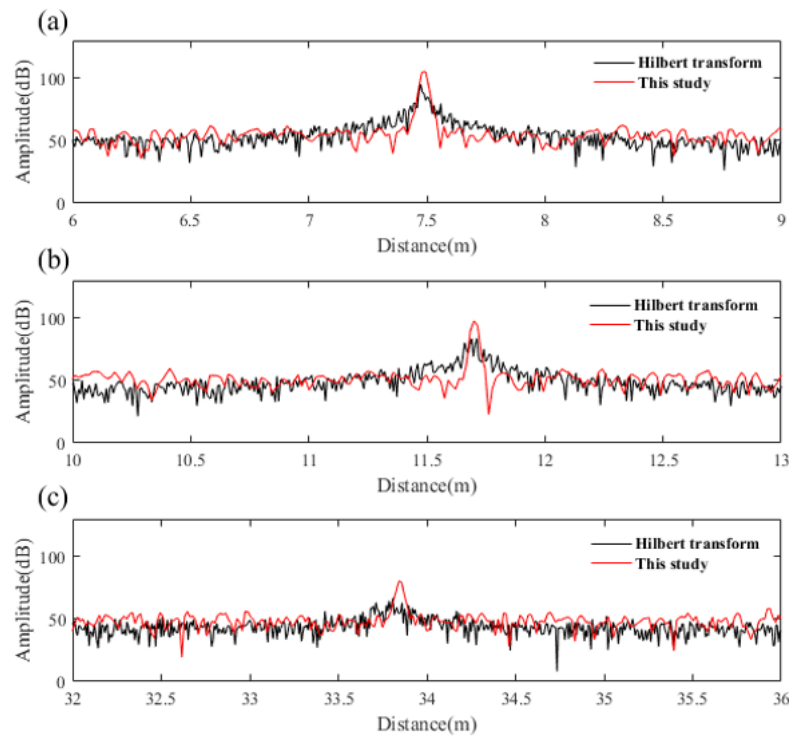 (a)
Amplitude(dB)
100
50
0
Hilbert transform
This study
6 6.5 7 7.5 8 8.5 9
Distance(m)
(b)
Amplitude(dB)
100
50
0
Hilbert transform
This study
10 10.5 11 11.5 12 12.5 13
Distance(m)
(c)
Amplitude(dB)
100
50
0
Hilbert transform
This study
32 32.5 33 33.5 34 34.5 35 35.5 36
Distance(m)